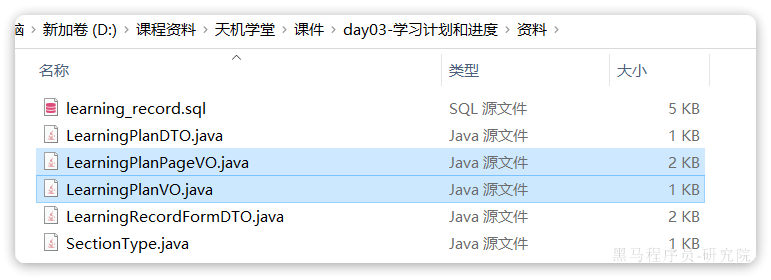 脑 › 新加卷 (D:) › 课程资料 › 天机学堂 › 课件 › day03-学习计划和进度 › 资料 ›
名称 类型 大小
learning_record.sql SQL 源文件 5 KB
LearningPlanDTO.java Java 源文件 1 KB
LearningPlanPageVO.java Java 源文件 2 KB
LearningPlanVO.java Java 源文件 1 KB
LearningRecordFormDTO.java Java 源文件 2 KB
SectionType.java Java 源文件 3 KB
黑马程序员-研究院